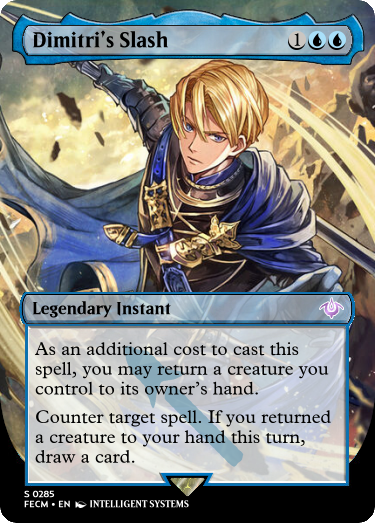 Dimitri's Slash 1
Legendary Instant
As an additional cost to cast this
spell, you may return a creature you
control to its owner's hand.
Counter target spell. If you returned
a creature to your hand this turn,
draw a card.
S 0285
FECM • EN INTELLIGENT SYSTEMS